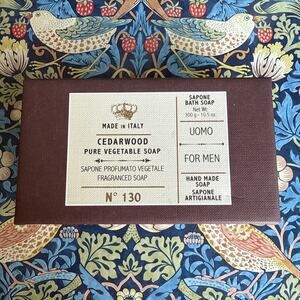 MADE IN ITALY
CEDARWOOD
PURE VEGETABLE SOAP
SAPONE PROFUMATO VEGETALE
FRAGRANCED SOAP
N° 130
SAPONE
BATH SOAP
Net Wt:
300 g - 10.5 oz.
UOMO
FOR MEN
HAND MADE
SOAP
SAPONE
ARTIGIANALE